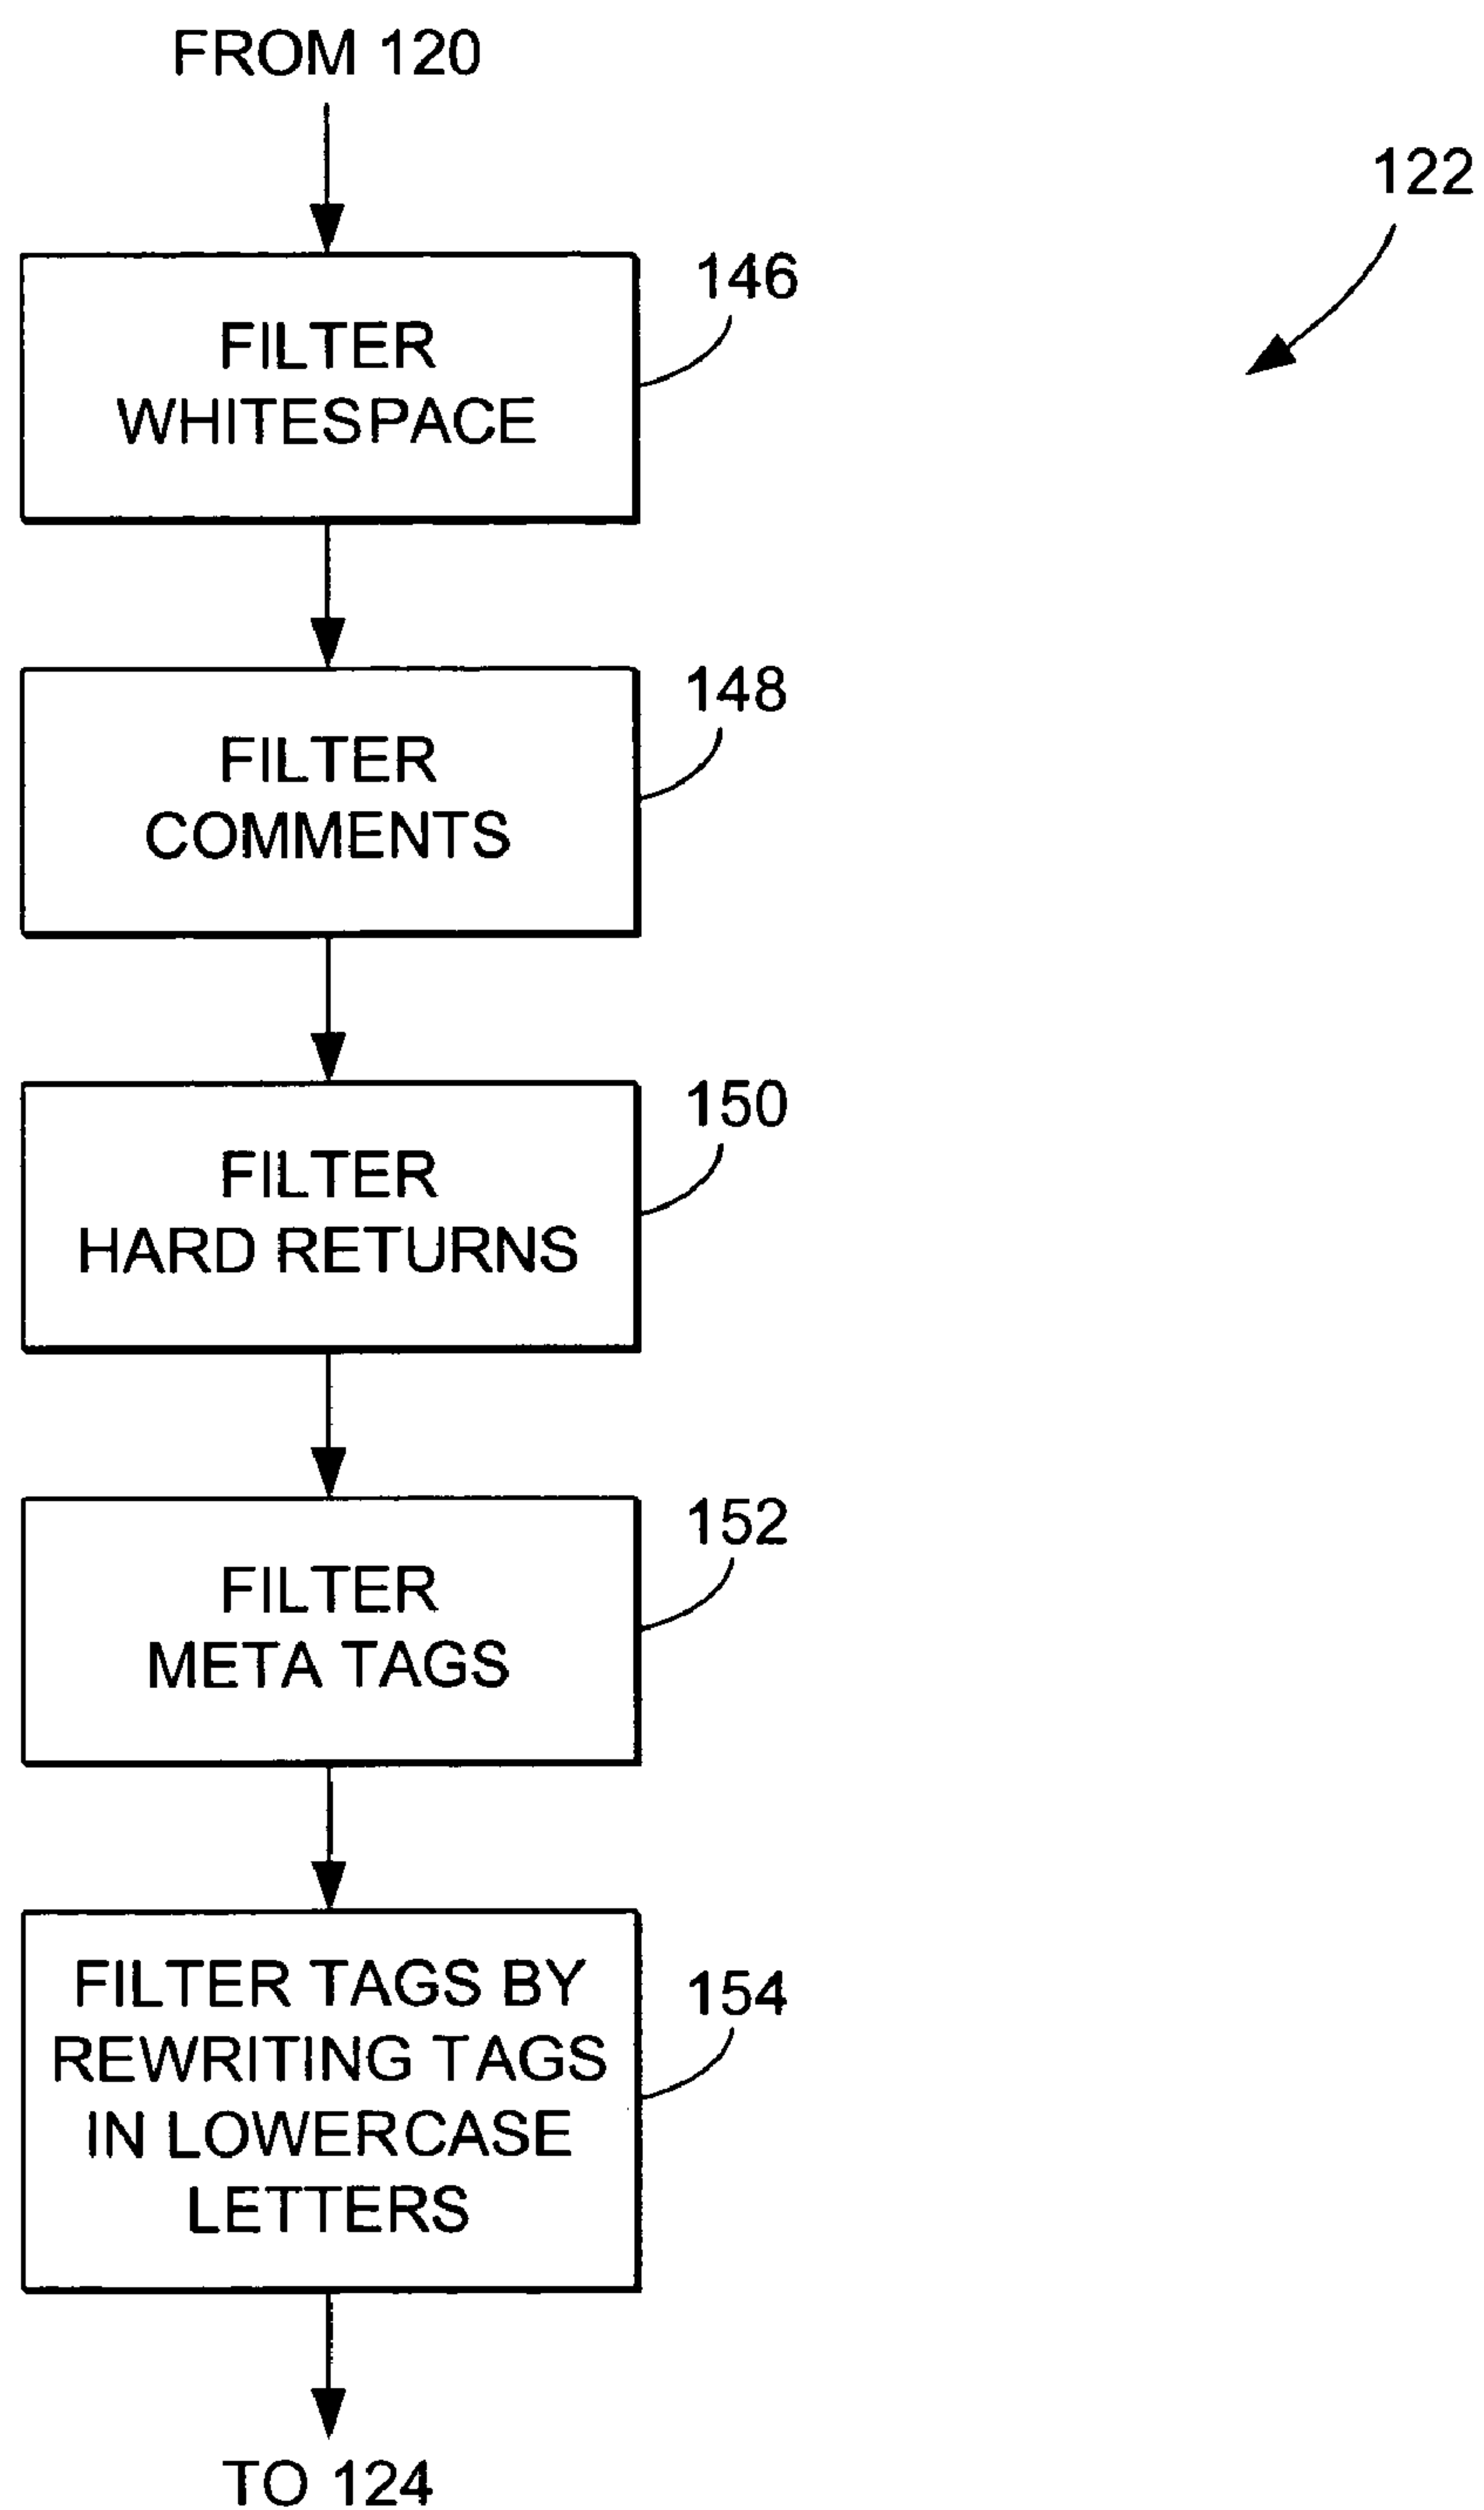 FROM 120
122
146
FILTER
WHITESPACE
148
FILTER
COMMENTS
150
FILTER
HARD RETURNS
152
FILTER
META TAGS
154
FILTER TAGS BY
REWRITING TAGS
IN LOWERCASE
LETTERS
TO 124